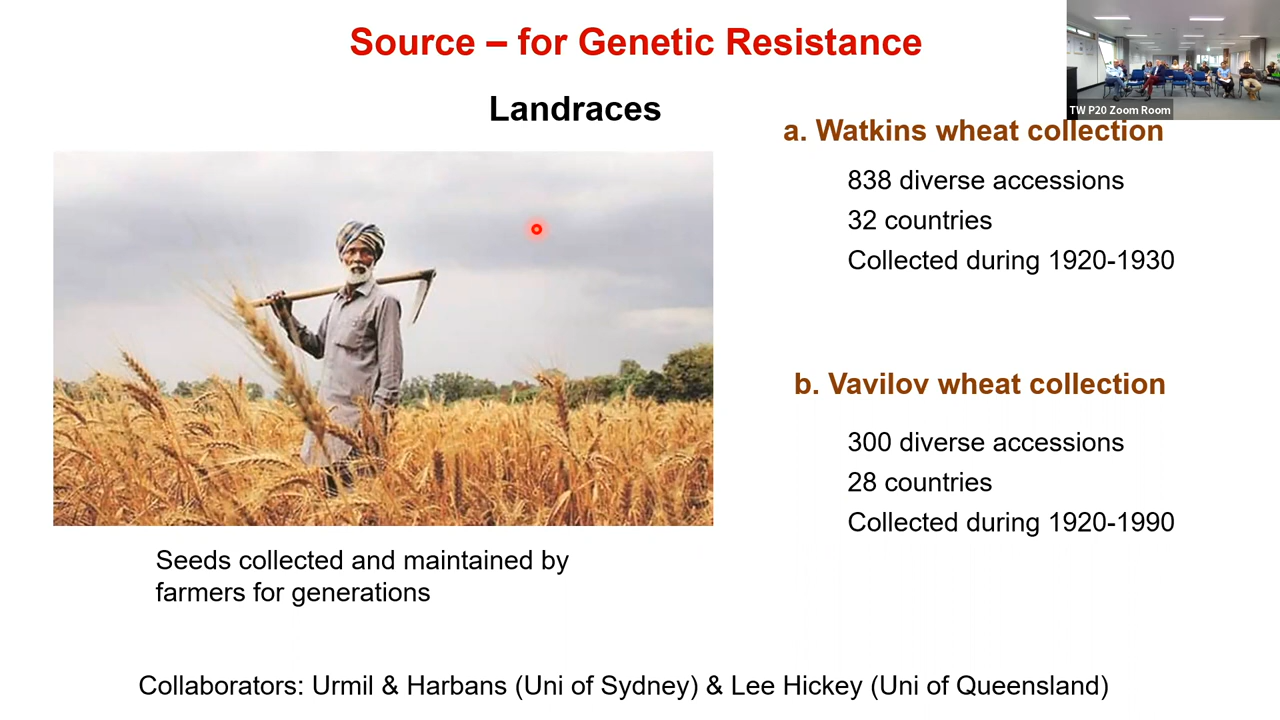 Source – for Genetic Resistance
Landraces
TW P20 Zoom Room
a. Watkins wheat collection
838 diverse accessions
32 countries
Collected during 1920-1930
b. Vavilov wheat collection
300 diverse accessions
28 countries
Collected during 1920-1990
Seeds collected and maintained by
farmers for generations
Collaborators: Urmil & Harbans (Uni of Sydney) & Lee Hickey (Uni of Queensland)